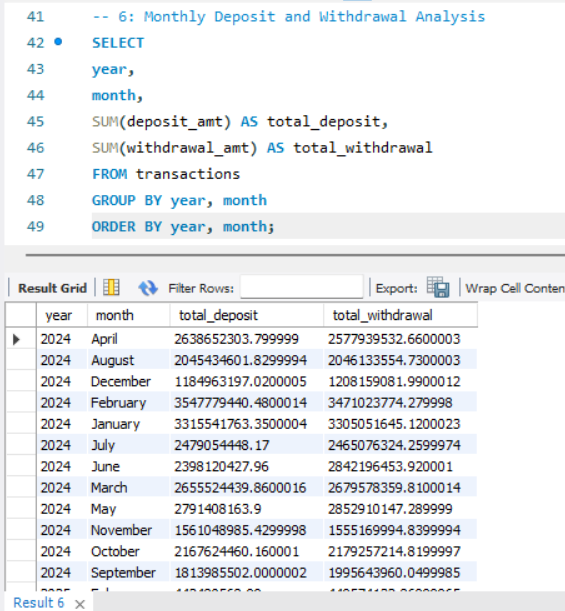 41 -- 6: Monthly Deposit and Withdrawal Analysis
42 SELECT
43 year,
44 month,
45 SUM(deposit_amt) AS total_deposit,
46 SUM(withdrawal_amt) AS total_withdrawal
47 FROM transactions
48 GROUP BY year, month
49 ORDER BY year, month;
Result Grid Filter Rows: Export: Wrap Cell Conten
year month total_deposit total_withdrawal
2024 April 2638652303.799999 2577939532.6600003
2024 August 2045434601.8299994 2046133554.7300003
2024 December 1184963197.0200005 1208159081.9900012
2024 February 3547779440.4800014 3471023774.279998
2024 January 3315541763.3500004 3305051645.1200023
2024 July 2479054448.17 2465076324.2599974
2024 June 2398120427.96 2842196453.920001
2024 March 2655524439.8600016 2679578359.8100014
2024 May 2791408163.9 2852910147.289999
2024 November 1561048985.4299998 1555169994.8399994
2024 October 2167624460.160001 2179257214.8199997
2024 September 1813985502.0000002 1995643960.0499985
Result 6